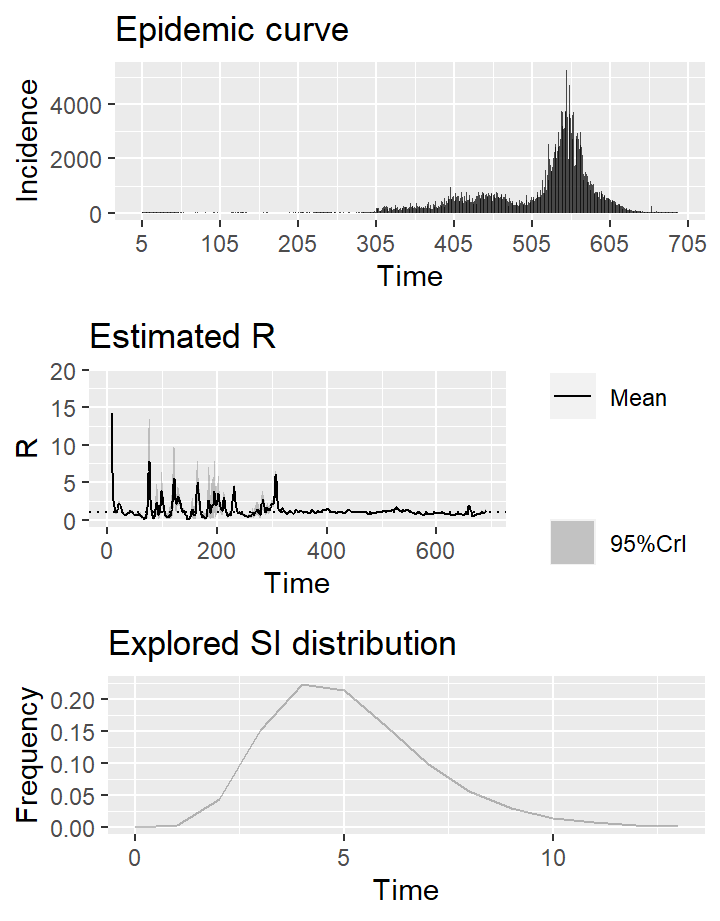 Epidemic curve
Incidence
4000
2000
0
5 105 205 305 405 505 605 705
Time
Estimated R
R
20
15
10
5
0
0 200 400 600
Time
Mean
95%CrI
Explored SI distribution
Frequency
0.20
0.15
0.10
0.05
0.00
0 5 10
Time